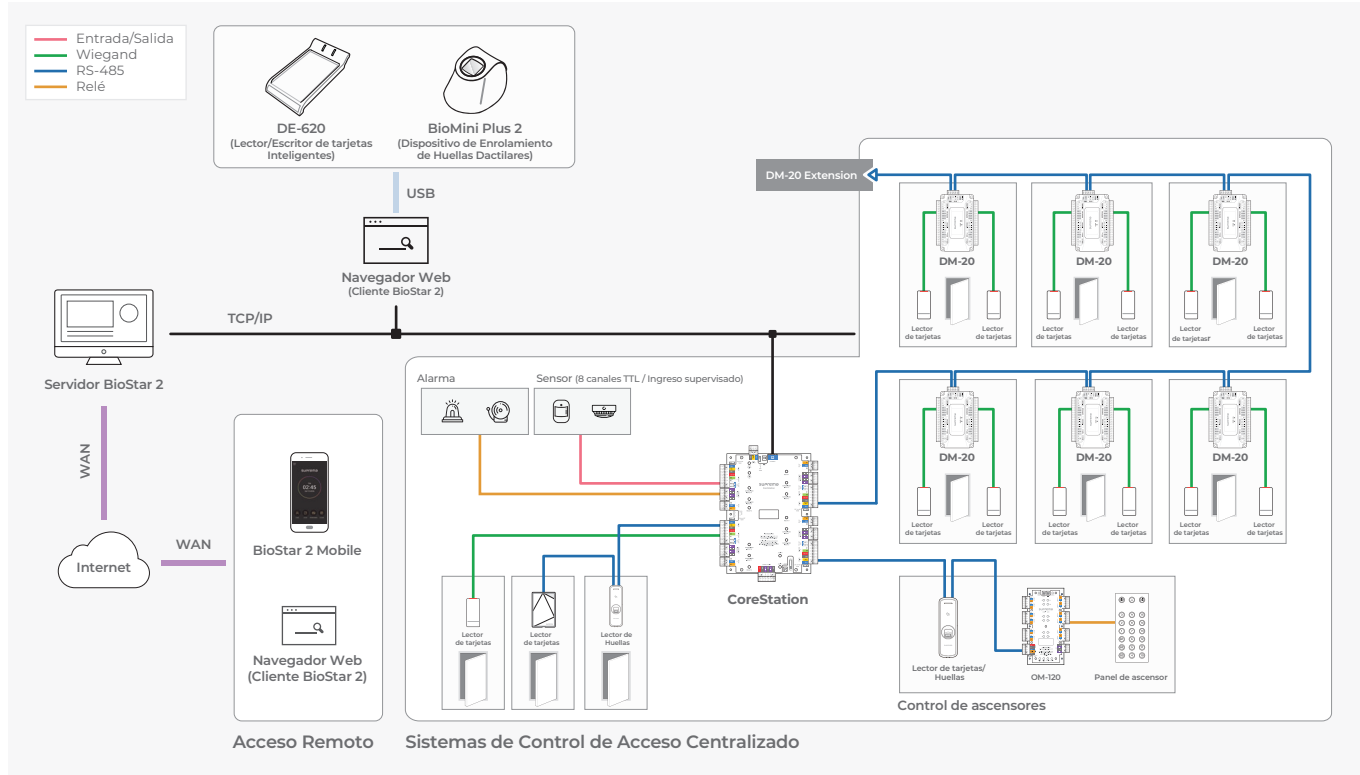 Entrada/Salida
Wiegand
RS-485
Relé
DE-620
(Lector/Escritor de tarjetas
Inteligentes)
BioMini Plus 2
(Dispositivo de Enrolamiento
de Huellas Dactilares)
USB
Navegador Web
(Cliente BioStar 2)
TCP/IP
Servidor BioStar 2
WAN
Internet
WAN
BioStar 2 Mobile
Navegador Web
(Cliente BioStar 2)
Acceso Remoto
Alarma
Sensor (8 canales TTL / Ingreso supervisado)
CoreStation
Lector
de tarjetas
Lector
de tarjetas
Lector de
Huellas
DM-20 Extension
DM-20
Lector
de tarjetas
Lector
de tarjetas
DM-20
Lector
de tarjetas
Lector
de tarjetas
DM-20
Lector
de tarjetasf
Lector
de tarjetas
DM-20
Lector
de tarjetas
Lector
de tarjetas
DM-20
Lector
de tarjetas
Lector
de tarjetas
DM-20
Lector
de tarjetas
Lector
de tarjetas
Lector de tarjetas/
Huellas
OM-120
Panel de ascensor
Control de ascensores
Sistemas de Control de Acceso Centralizado